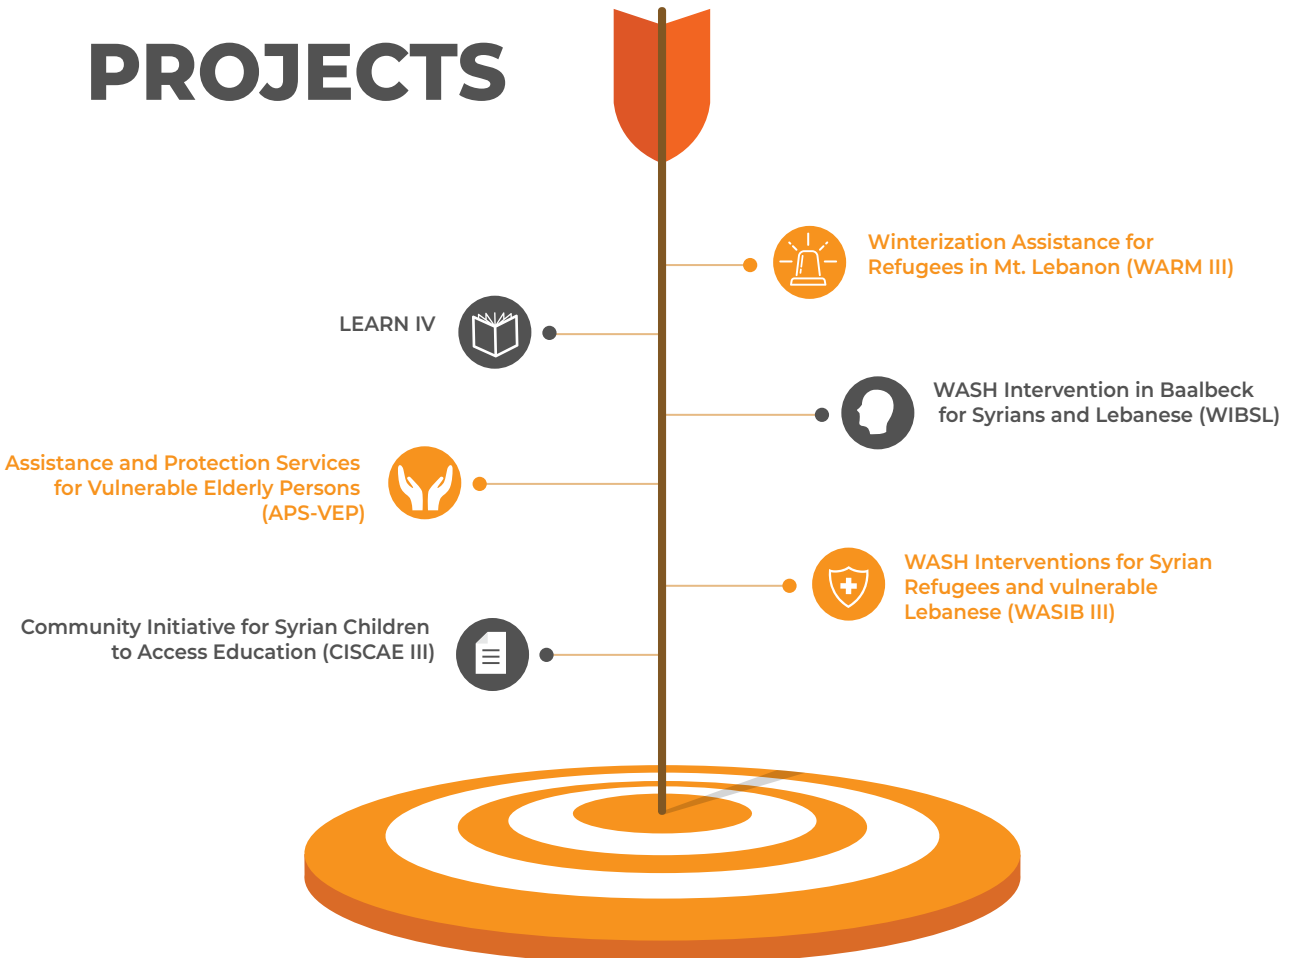 PROJECTS
Winterization Assistance for
Refugees in Mt. Lebanon (WARM III)
LEARN IV
WASH Intervention in Baalbeck
for Syrians and Lebanese (WIBSL)
Assistance and Protection Services
for Vulnerable Elderly Persons
(APS-VEP)
WASH Interventions for Syrian
Refugees and vulnerable
Lebanese (WASIB III)
Community Initiative for Syrian Children
to Access Education (CISCAE III)